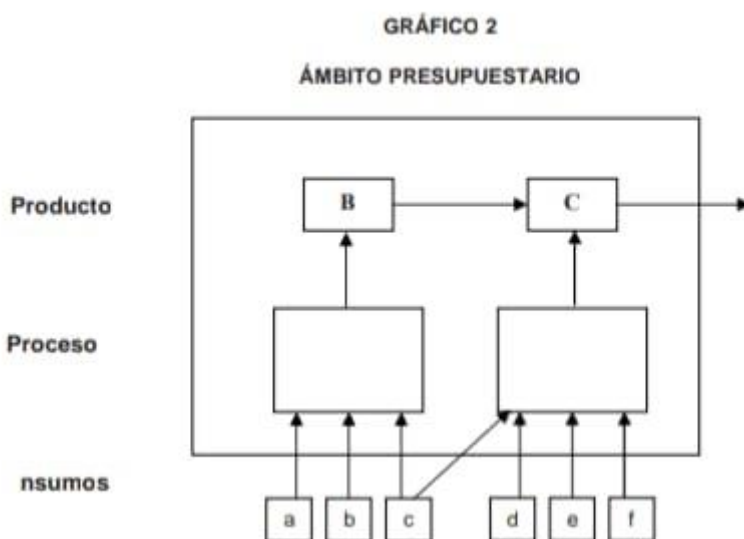 GRÁFICO 2
ÁMBITO PRESUPUESTARIO
Producto
B
C
Proceso
nsumos
a
b
c
d
e
f